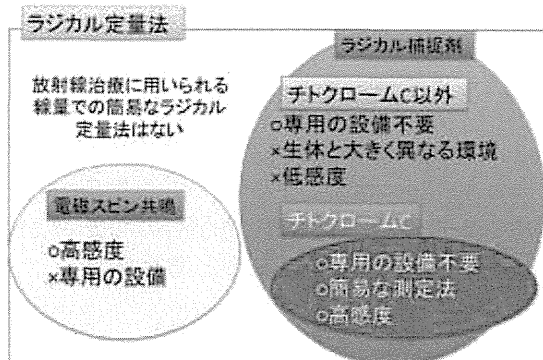 ラジカル定量法
放射線治療に用いられる
線量での簡易なラジカル
定量法はない
電磁スピン共鳴
○高感度
×専用の設備
ラジカル捕捉剤
チトクロームC以外
○専用の設備不要
×生体と大きく異なる環境
×低感度
チトクロームC
○専用の設備不要
○簡易な測定法
○高感度